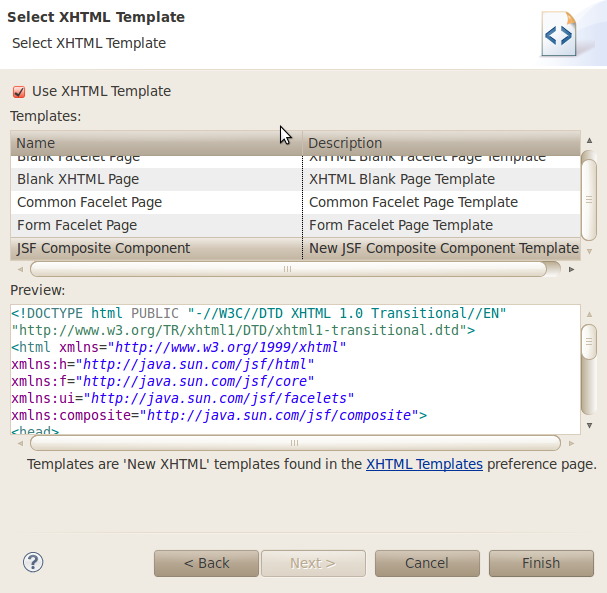 Select XHTML Template
Select XHTML Template
Use XHTML Template
Templates:
Name Description
Blank Facelet Page XHTML Blank Facelet Page Template
Blank XHTML Page XHTML Blank Page Template
Common Facelet Page Common Facelet Page Template
Form Facelet Page Form Facelet Page Template
JSF Composite Component New JSF Composite Component Template
Preview:
<!DOCTYPE html PUBLIC "-//W3C//DTD XHTML 1.0 Transitional//EN"
"http://www.w3.org/TR/xhtml1/DTD/xhtml1-transitional.dtd">
<html xmlns="http://www.w3.org/1999/xhtml"
xmlns:h="http://java.sun.com/jsf/html"
xmlns:f="http://java.sun.com/jsf/core"
xmlns:ui="http://java.sun.com/jsf/facelets"
xmlns:composite="http://java.sun.com/jsf/composite">
<head>
Templates are 'New XHTML' templates found in the XHTML Templates preference page.
? < Back Next > Cancel Finish